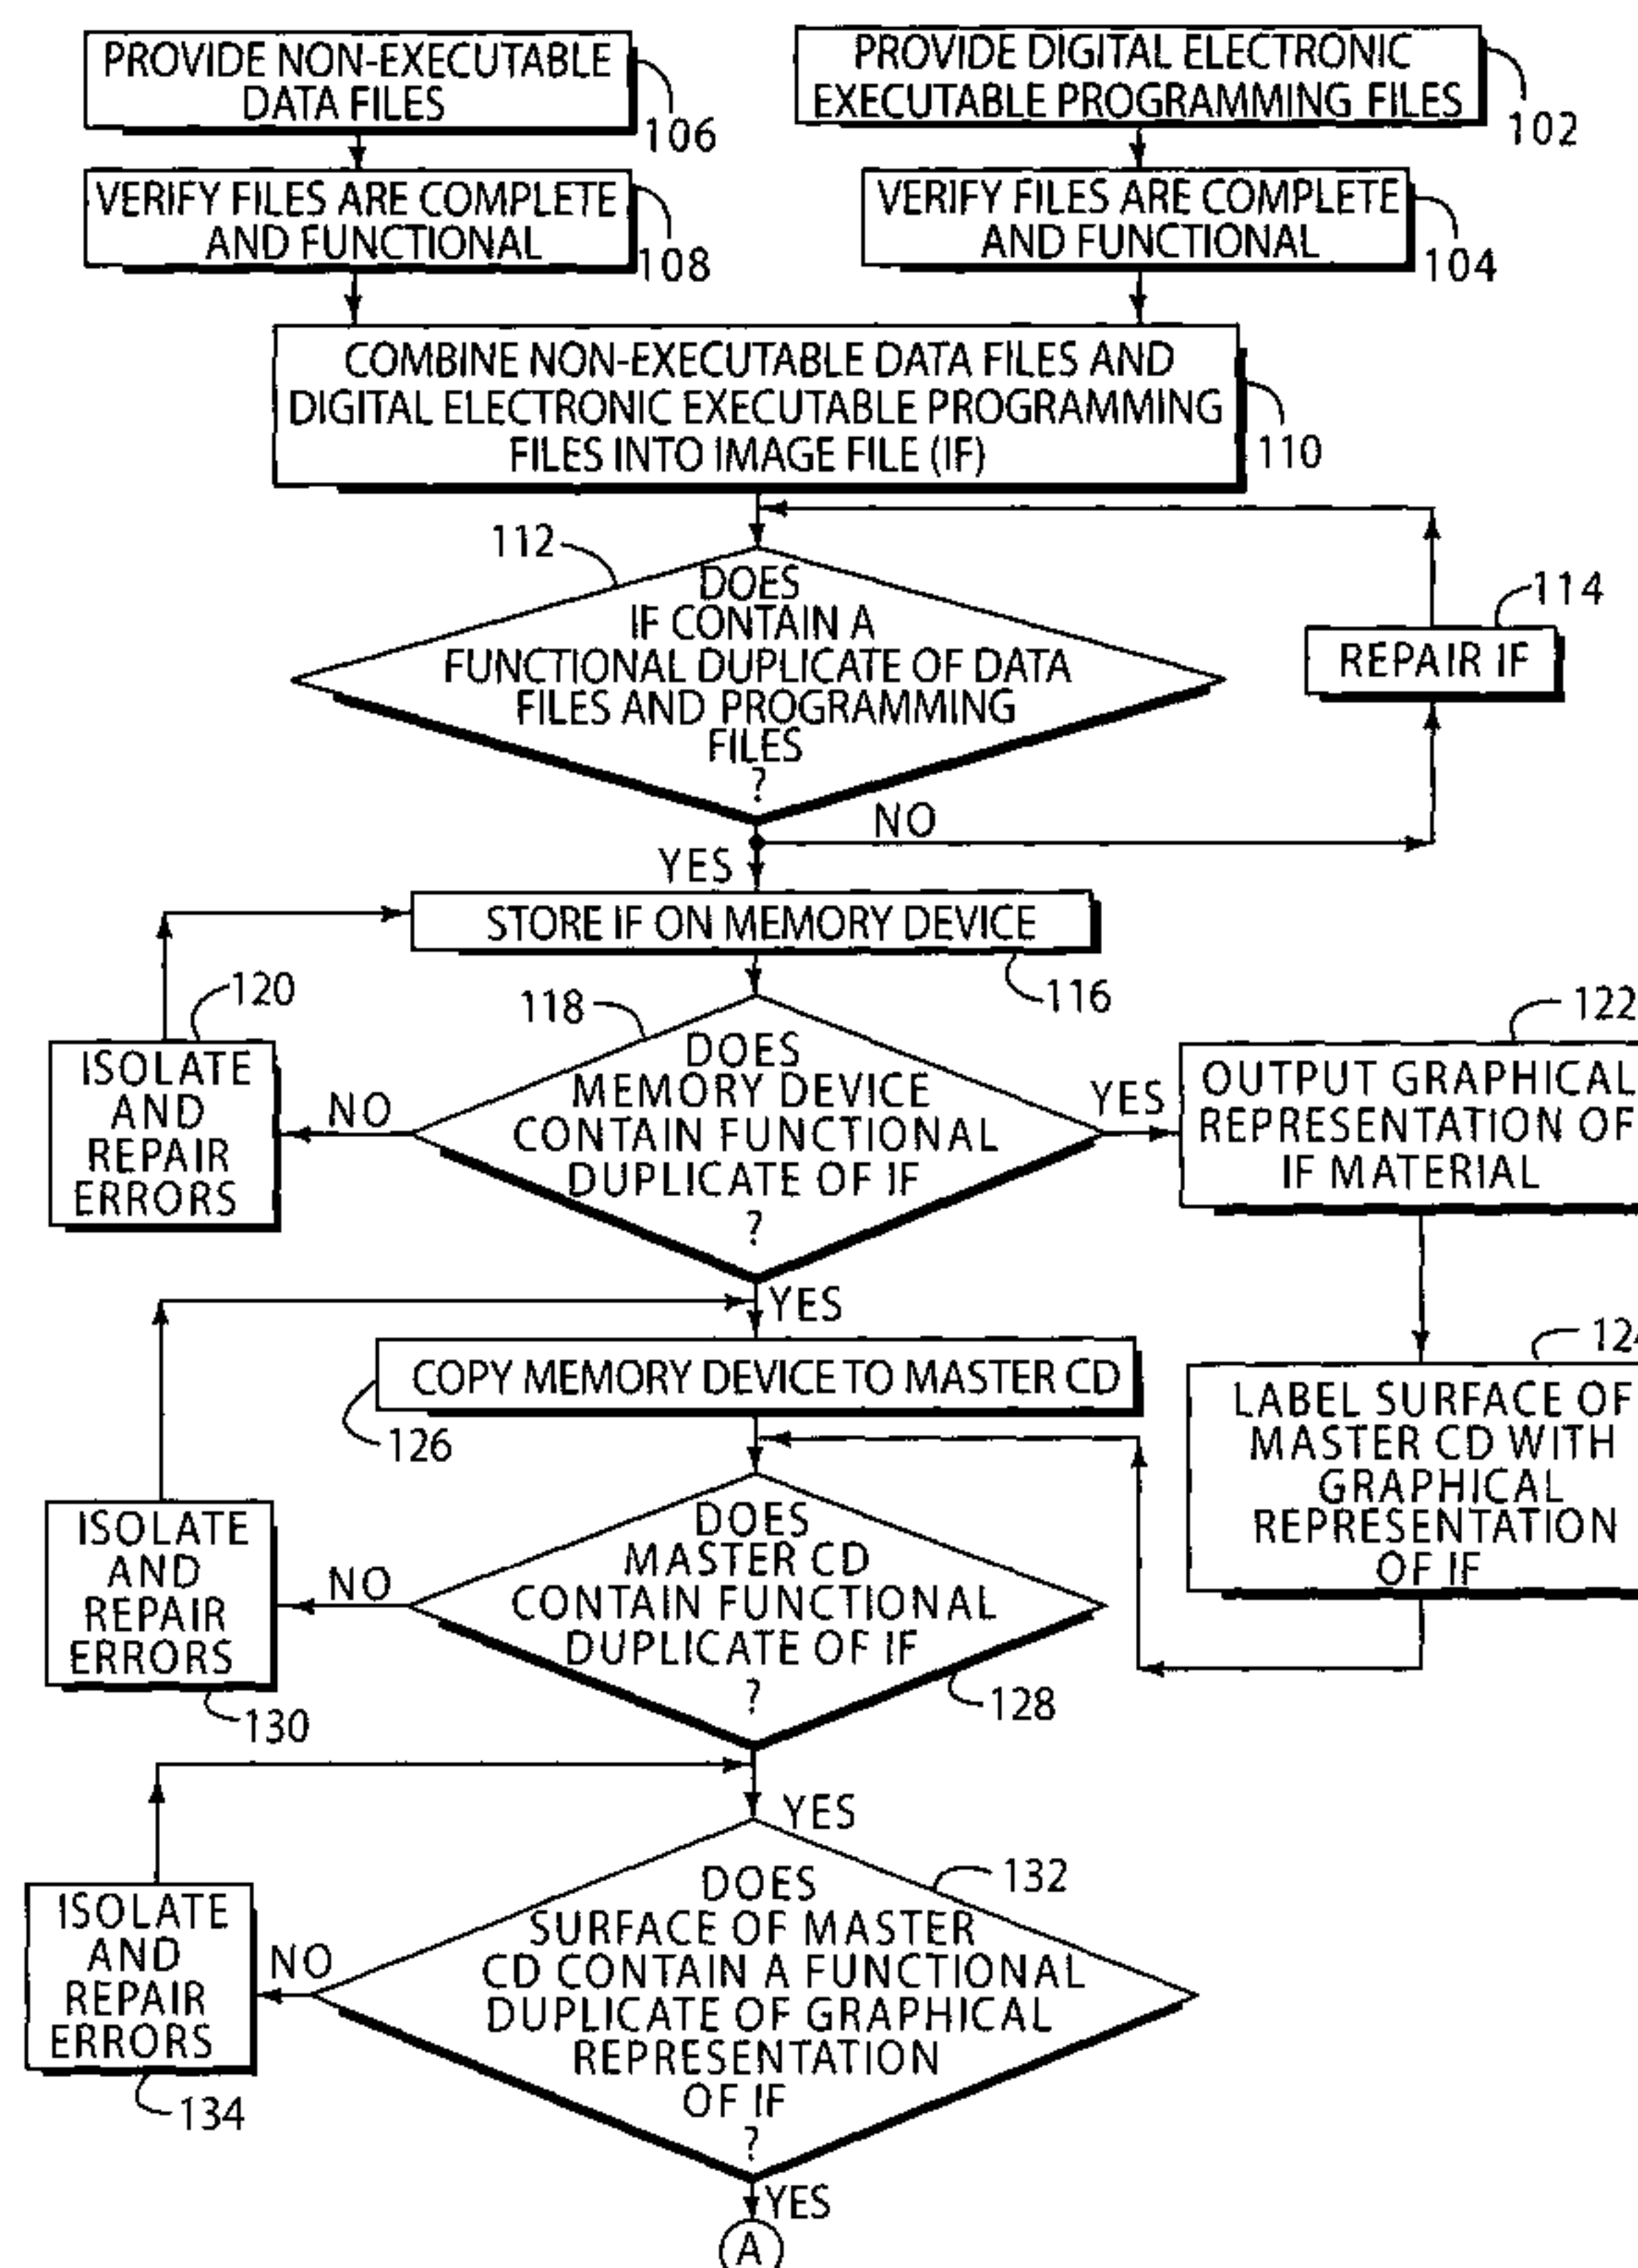 PROVIDE NON-EXECUTABLE
DATA FILES
106
PROVIDE DIGITAL ELECTRONIC
EXECUTABLE PROGRAMMING FILES
102
VERIFY FILES ARE COMPLETE
AND FUNCTIONAL
108
VERIFY FILES ARE COMPLETE
AND FUNCTIONAL
104
COMBINE NON-EXECUTABLE DATA FILES AND
DIGITAL ELECTRONIC EXECUTABLE PROGRAMMING
FILES INTO IMAGE FILE (IF)
110
112
DOES
IF CONTAIN A
FUNCTIONAL DUPLICATE OF DATA
FILES AND PROGRAMMING
FILES
?
114
REPAIR IF
NO
YES
STORE IF ON MEMORY DEVICE
116
120
ISOLATE
AND
REPAIR
ERRORS
NO
118
DOES
MEMORY DEVICE
CONTAIN FUNCTIONAL
DUPLICATE OF IF
?
YES
122
OUTPUT GRAPHICAL
REPRESENTATION OF
IF MATERIAL
YES
COPY MEMORY DEVICE TO MASTER CD
126
LABEL SURFACE OF
MASTER CD WITH
GRAPHICAL
REPRESENTATION
OF IF
ISOLATE
AND
REPAIR
ERRORS
130
NO
DOES
MASTER CD
CONTAIN FUNCTIONAL
DUPLICATE OF IF
?
128
YES
132
DOES
SURFACE OF MASTER
CD CONTAIN A FUNCTIONAL
DUPLICATE OF GRAPHICAL
REPRESENTATION
OF IF
?
ISOLATE
AND
REPAIR
ERRORS
134
NO
YES
A